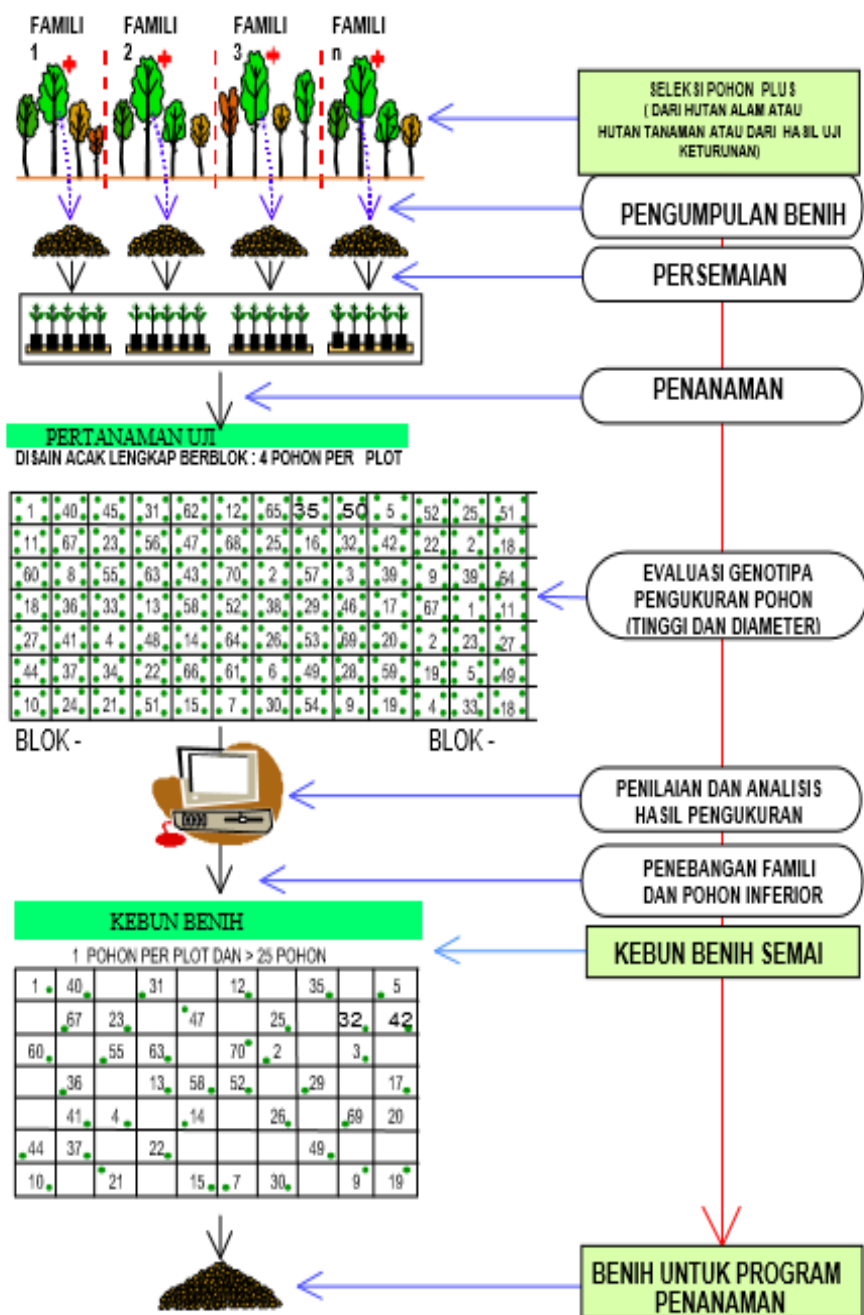 FAMILI FAMILI FAMILI FAMILI
1 2 3 n
SELEKSI POHON PLUS
( DARI HUTAN ALAM ATAU
HUTAN TANAMAN ATAU DARI HASIL UJI
KETURUNAN)
PENGUMPULAN BENIH
PERSEMAIAN
PENANAMAN
PERTANAMAN UJI
DISAIN ACAK LENGKAP BERBLOK : 4 POHON PER PLOT
1 40 45 31 62 12 65 35 50 5 52 25 51
11 67 23 56 47 68 25 16 32 42 22 2 18
60 8 55 63 43 70 2 57 3 39 9 39 64
18 36 33 13 58 52 38 29 46 17 67 1 11
27 41 4 48 14 64 26 53 69 20 2 23 27
44 37 34 22 66 61 6 49 28 59 19 5 49
10 24 21 51 15 7 30 54 9 19 4 33 18
BLOK - BLOK -
EVALUASI GENOTIPA
PENGUKURAN POHON
(TINGGI DAN DIAMETER)
PENILAIAN DAN ANALISIS
HASIL PENGUKURAN
PENEBANGAN FAMILI
DAN POHON INFERIOR
KEBUN BENIH
KEBUN BENIH SEMAI
1 POHON PER PLOT DAN > 25 POHON
1 40 31 12 35 5
67 23 47 25 32 42
60 55 63 70 2 3
36 13 58 52 29 17
41 4 14 26 69 20
44 37 22 49
10 21 15 7 30 9 19
BENIH UNTUK PROGRAM
PENANAMAN